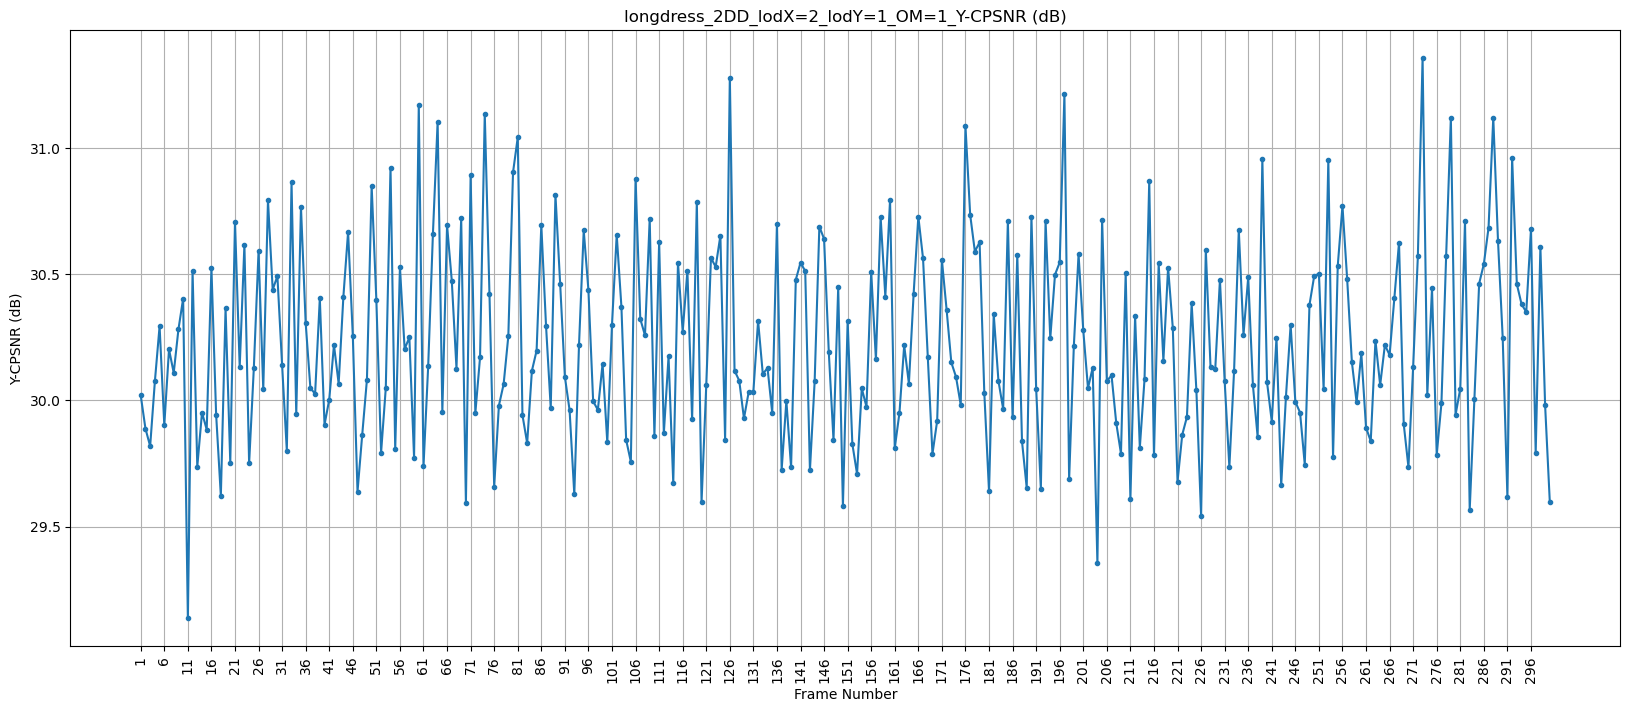 longdress_2DD_lodX=2_lodY=1_OM=1_Y-CPSNR (dB)
31.0
30.5
30.0
29.5
Y-CPSNR (dB)
1 6 11 16 21 26 31 36 41 46 51 56 61 66 71 76 81 86 91 96 101 106 111 116 121 126 131 136 141 146 151 156 161 166 171 176 181 186 191 196 201 206 211 216 221 226 231 236 241 246 251 256 261 266 271 276 281 286 291 296
Frame Number